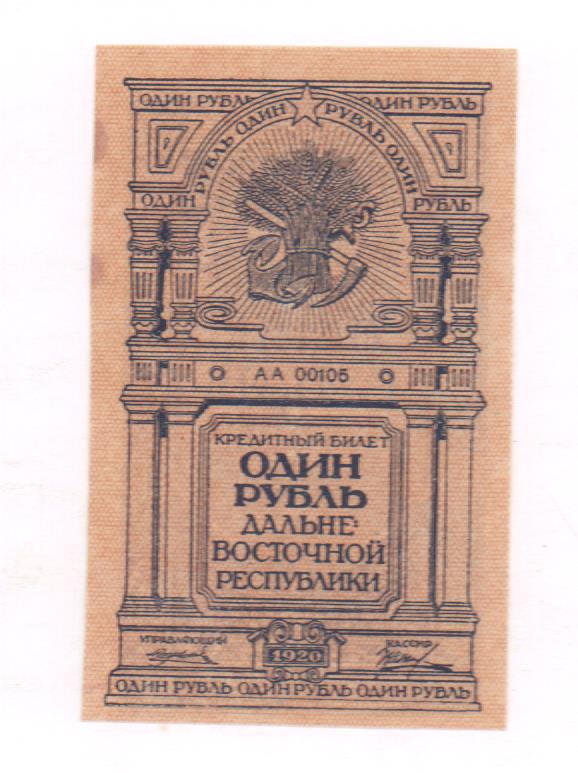 ОДИН РУБЛЬ ОДИН РУБЛЬ
РУБЛЬ ОДИН РУБЛЬ ОДИН
ОДИН РУБЛЬ
АА 00105
КРЕДИТНЫЙ БИЛЕТ
ОДИН
РУБЛЬ
ДАЛЬНЕ-
ВОСТОЧНОЙ
РЕСПУБЛИКИ
УПРАВЛЯЮЩИЙ КАССИР
1920
ОДИН РУБЛЬ ОДИН РУБЛЬ ОДИН РУБЛЬ